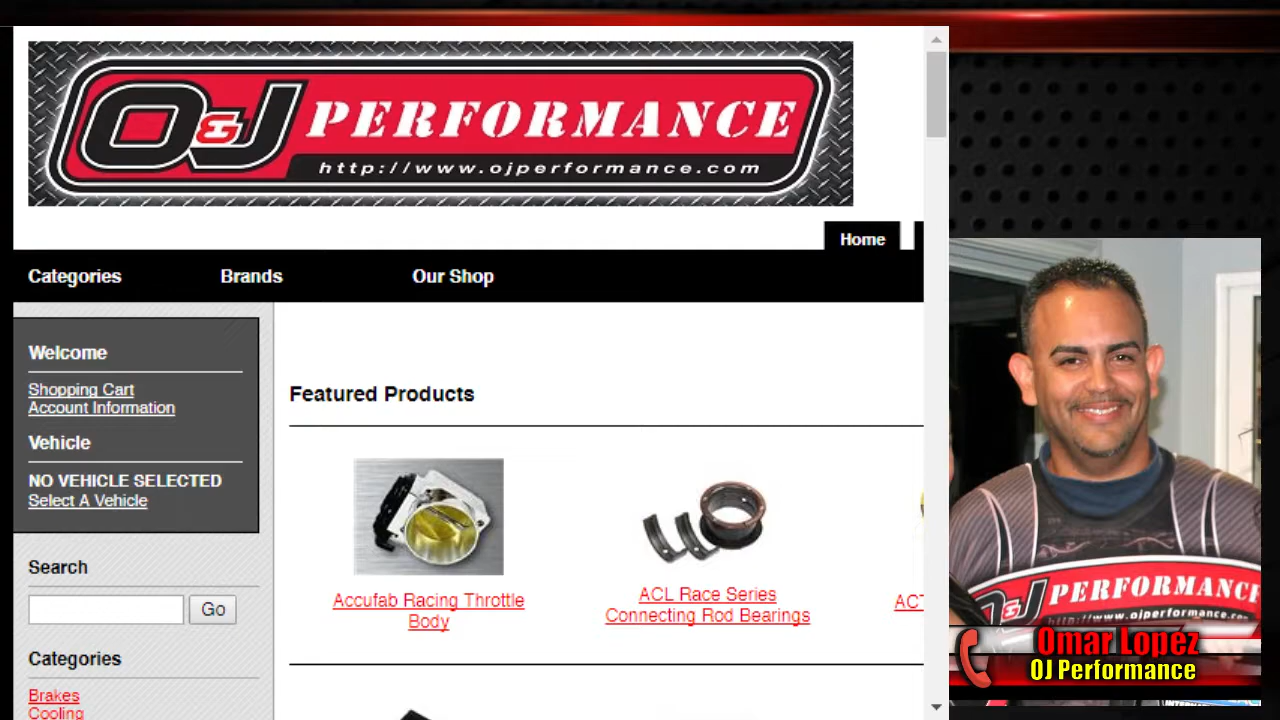 O&J PERFORMANCE
http://www.ojperformance.com
Home
Categories
Brands
Our Shop
Welcome
Shopping Cart
Account Information
Vehicle
NO VEHICLE SELECTED
Select A Vehicle
Search
Go
Categories
Brakes
Cooling
Featured Products
Accufab Racing Throttle
Body
ACL Race Series
Connecting Rod Bearings
O&J PERFORMANCE
Omar Lopez
OJ Performance